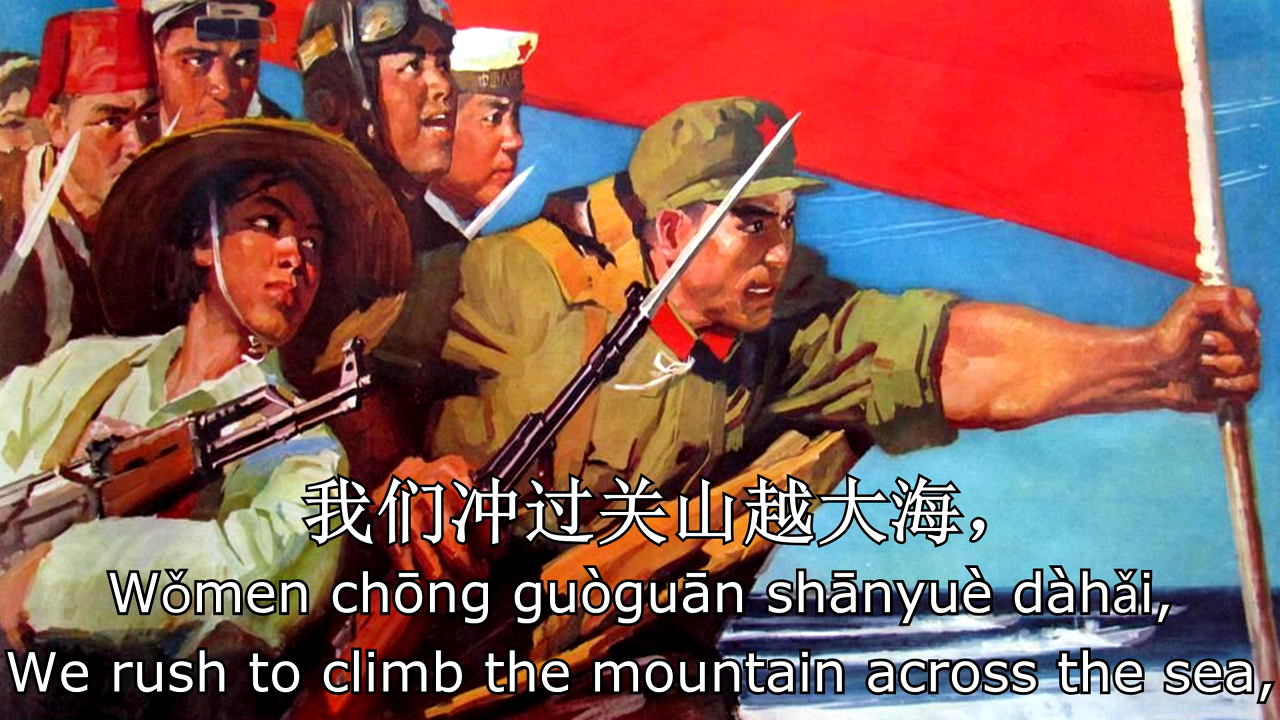 我们冲过关山越大海，
Wǒmen chōng guòguān shānyuè dàhǎi,
We rush to climb the mountain across the sea,